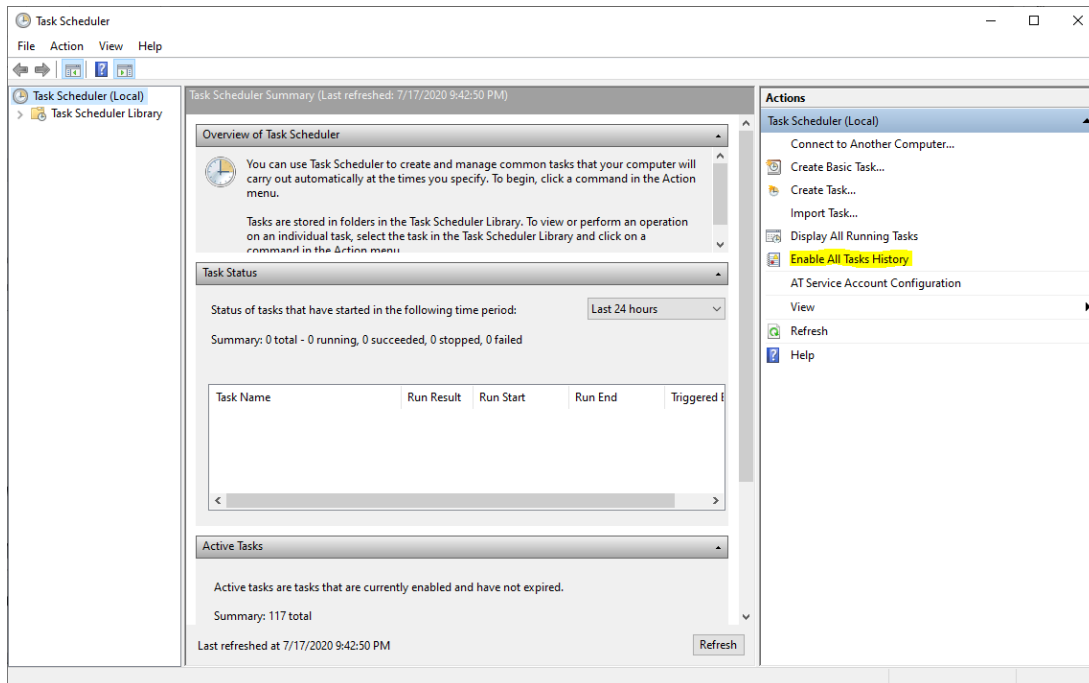 Task Scheduler
File Action View Help
Task Scheduler (Local)
Task Scheduler Library
Task Scheduler Summary (Last refreshed: 7/17/2020 9:42:50 PM)
Overview of Task Scheduler
You can use Task Scheduler to create and manage common tasks that your computer will
carry out automatically at the times you specify. To begin, click a command in the Action
menu.
Tasks are stored in folders in the Task Scheduler Library. To view or perform an operation
on an individual task, select the task in the Task Scheduler Library and click on a
command in the Action menu
Task Status
Status of tasks that have started in the following time period: Last 24 hours
Summary: 0 total - 0 running, 0 succeeded, 0 stopped, 0 failed
Task Name Run Result Run Start Run End Triggered
Active Tasks
Active tasks are tasks that are currently enabled and have not expired.
Summary: 117 total
Last refreshed at 7/17/2020 9:42:50 PM Refresh
Actions
Task Scheduler (Local)
Connect to Another Computer...
Create Basic Task...
Create Task...
Import Task...
Display All Running Tasks
Enable All Tasks History
AT Service Account Configuration
View
Refresh
Help